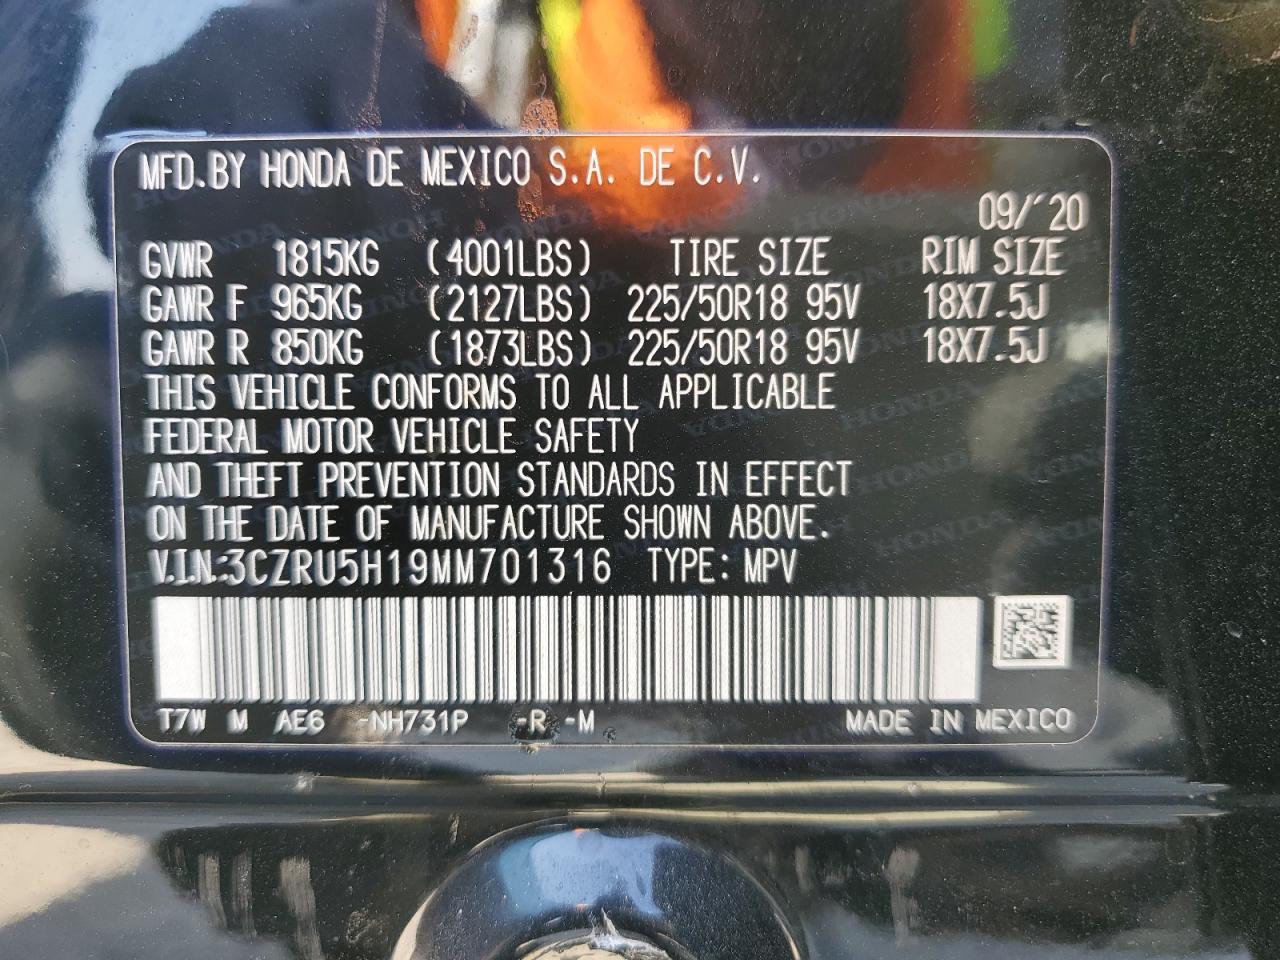 MFD.BY HONDA DE MEXICO S.A. DE C.V.
09/'20
GVWR 1815KG (4001LBS) TIRE SIZE RIM SIZE
GAWR F 965KG (2127LBS) 225/50R18 95V 18X7.5J
GAWR R 850KG (1873LBS) 225/50R18 95V 18X7.5J
THIS VEHICLE CONFORMS TO ALL APPLICABLE
FEDERAL MOTOR VEHICLE SAFETY
AND THEFT PREVENTION STANDARDS IN EFFECT
ON THE DATE OF MANUFACTURE SHOWN ABOVE.
V.I.N:3CZRU5H19MM701316 TYPE: MPV
T7W M AE6 -NH731P -R -M MADE IN MEXICO